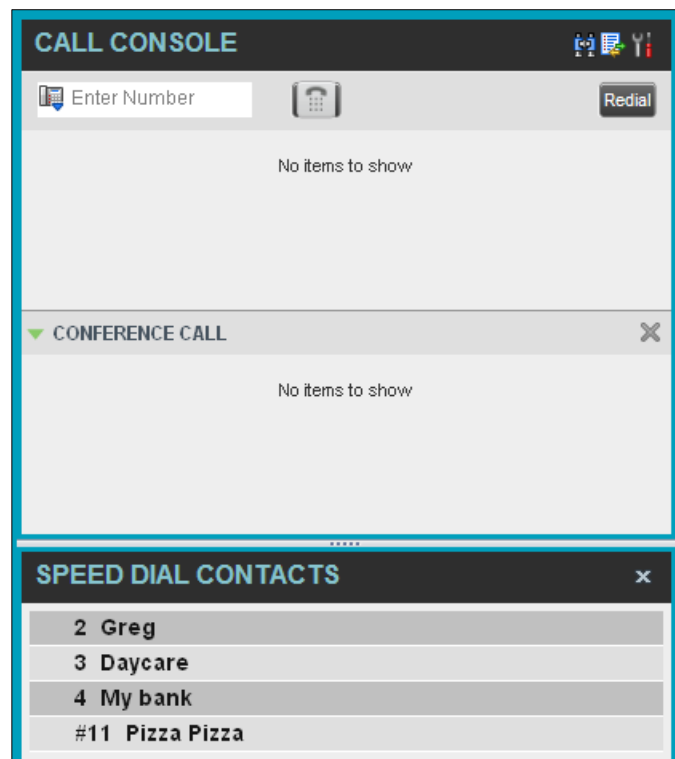 CALL CONSOLE
Enter Number
Redial
No items to show
CONFERENCE CALL
No items to show
SPEED DIAL CONTACTS
2 Greg
3 Daycare
4 My bank
#11 Pizza Pizza